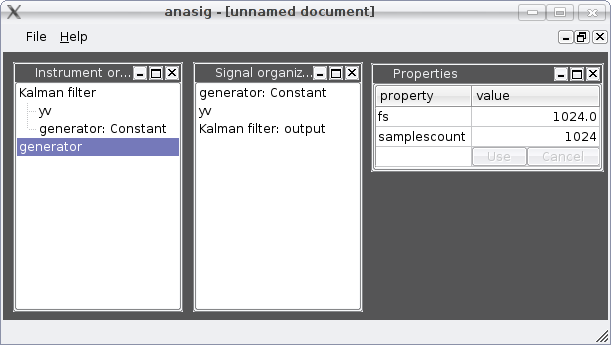 anasig - [unnamed document]
File Help
Instrument or...
Kalman filter
yv
generator: Constant
generator
Signal organiz...
generator: Constant
yv
Kalman filter: output
Properties
property value
fs 1024.0
samplescount 1024
Use Cancel